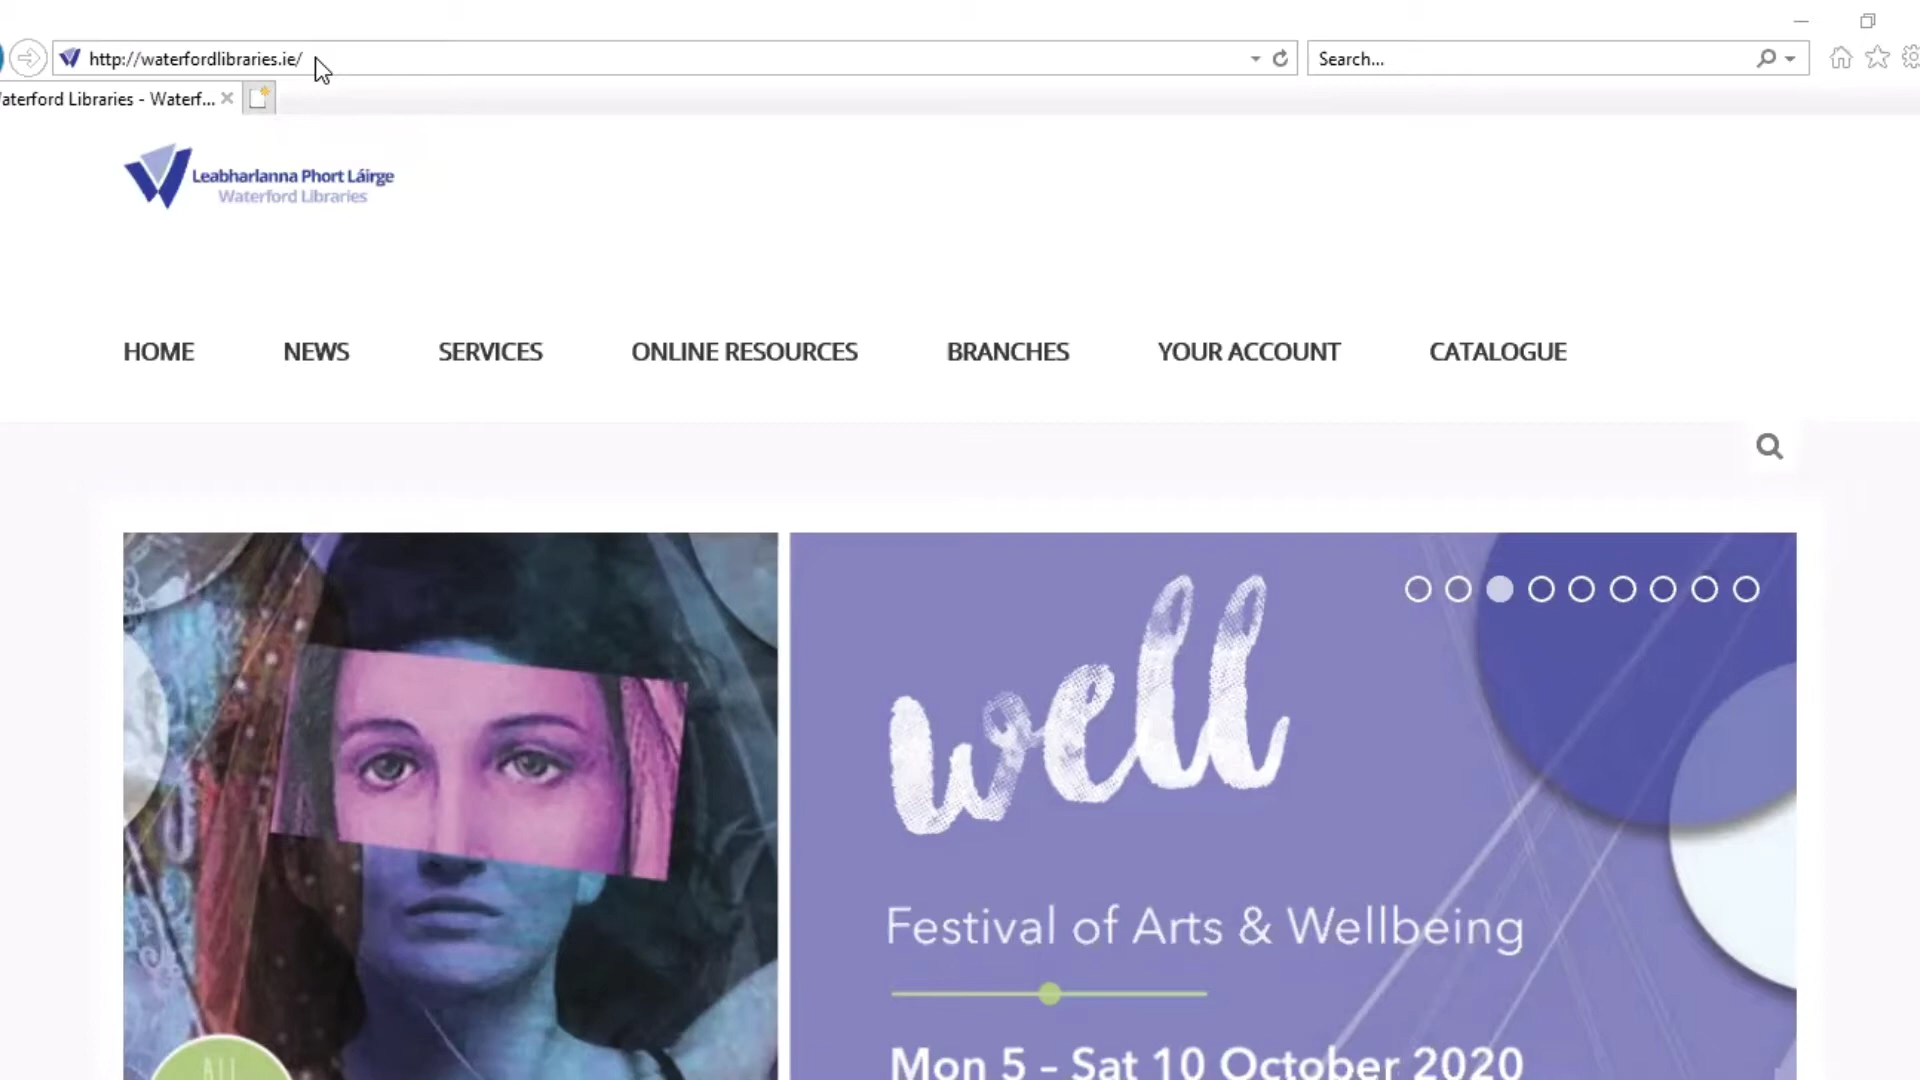 http://waterfordlibraries.ie/
Search...
aterford Libraries - Waterf...
Leabharlanna Phort Láirge
Waterford Libraries
HOME
NEWS
SERVICES
ONLINE RESOURCES
BRANCHES
YOUR ACCOUNT
CATALOGUE
well
Festival of Arts & Wellbeing
Mon 5 – Sat 10 October 2020
ALL